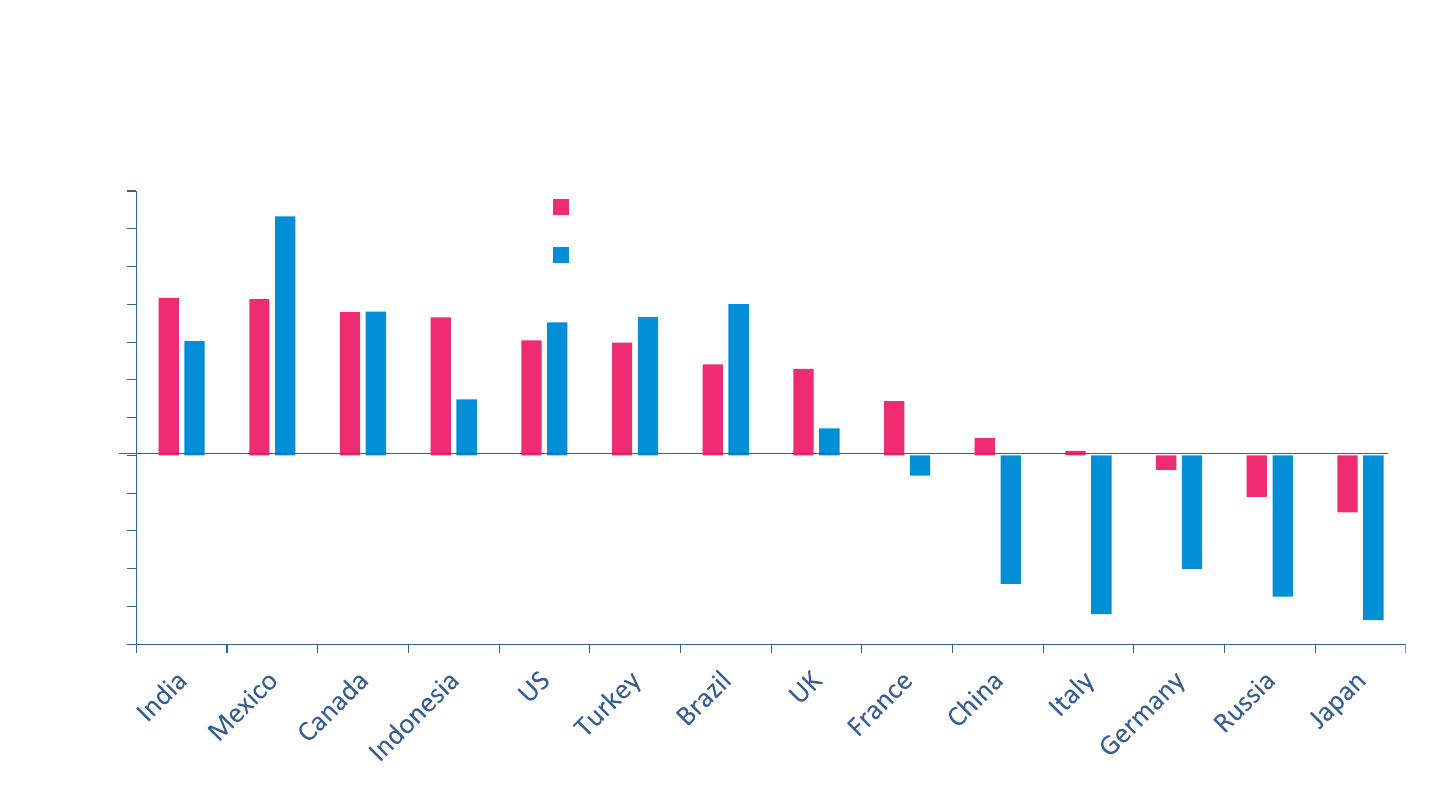 India
Mexico
Canada
Indonesia
US
Turkey
Brazil
UK
France
China
Italy
Germany
Russia
Japan